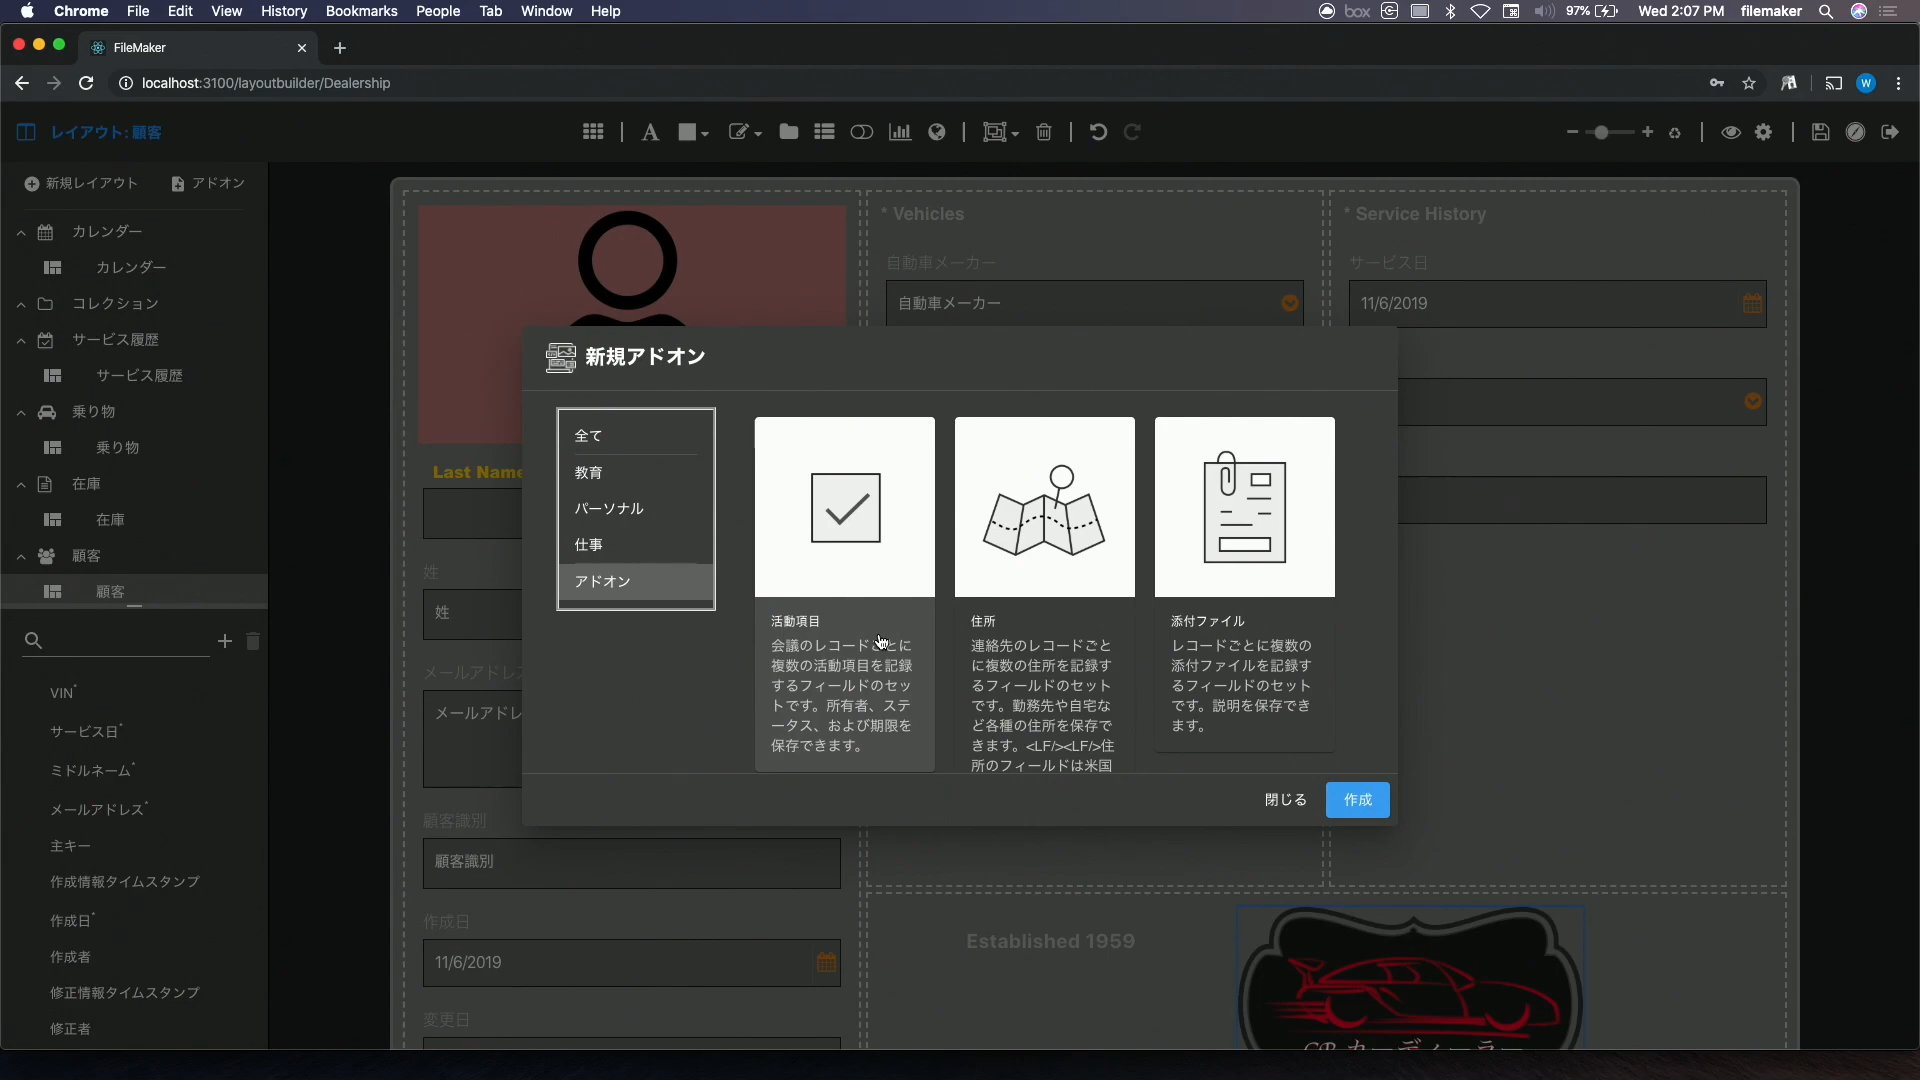 Chrome File Edit View History Bookmarks People Tab Window Help
box 97% Wed 2:07 PM filemaker
FileMaker
localhost:3100/layoutbuilder/Dealership
W
レイアウト: 顧客
新規レイアウト アドオン
カレンダー
カレンダー
コレクション
サービス履歴
サービス履歴
乗り物
乗り物
在庫
在庫
顧客
顧客
VIN*
サービス日*
ミドルネーム*
メールアドレス*
主キー
作成情報タイムスタンプ
作成日*
作成者
修正情報タイムスタンプ
修正者
Last Name
姓
姓
メールアドレス
メールアドレ
顧客識別
顧客識別
作成日
11/6/2019
変更日
* Vehicles
自動車メーカー
自動車メーカー
* Service History
サービス日
11/6/2019
新規アドオン
全て
教育
パーソナル
仕事
アドオン
活動項目
会議のレコードごとに
複数の活動項目を記録
するフィールドのセッ
トです。所有者、ステ
ータス、および期限を
保存できます。
住所
連絡先のレコードごと
に複数の住所を記録す
るフィールドのセット
です。勤務先や自宅な
ど各種の住所を保存で
きます。<LF/><LF/>住
所のフィールドは米国
添付ファイル
レコードごとに複数の
添付ファイルを記録す
るフィールドのセット
です。説明を保存でき
ます。
閉じる 作成
Established 1959
CB カーディーラー